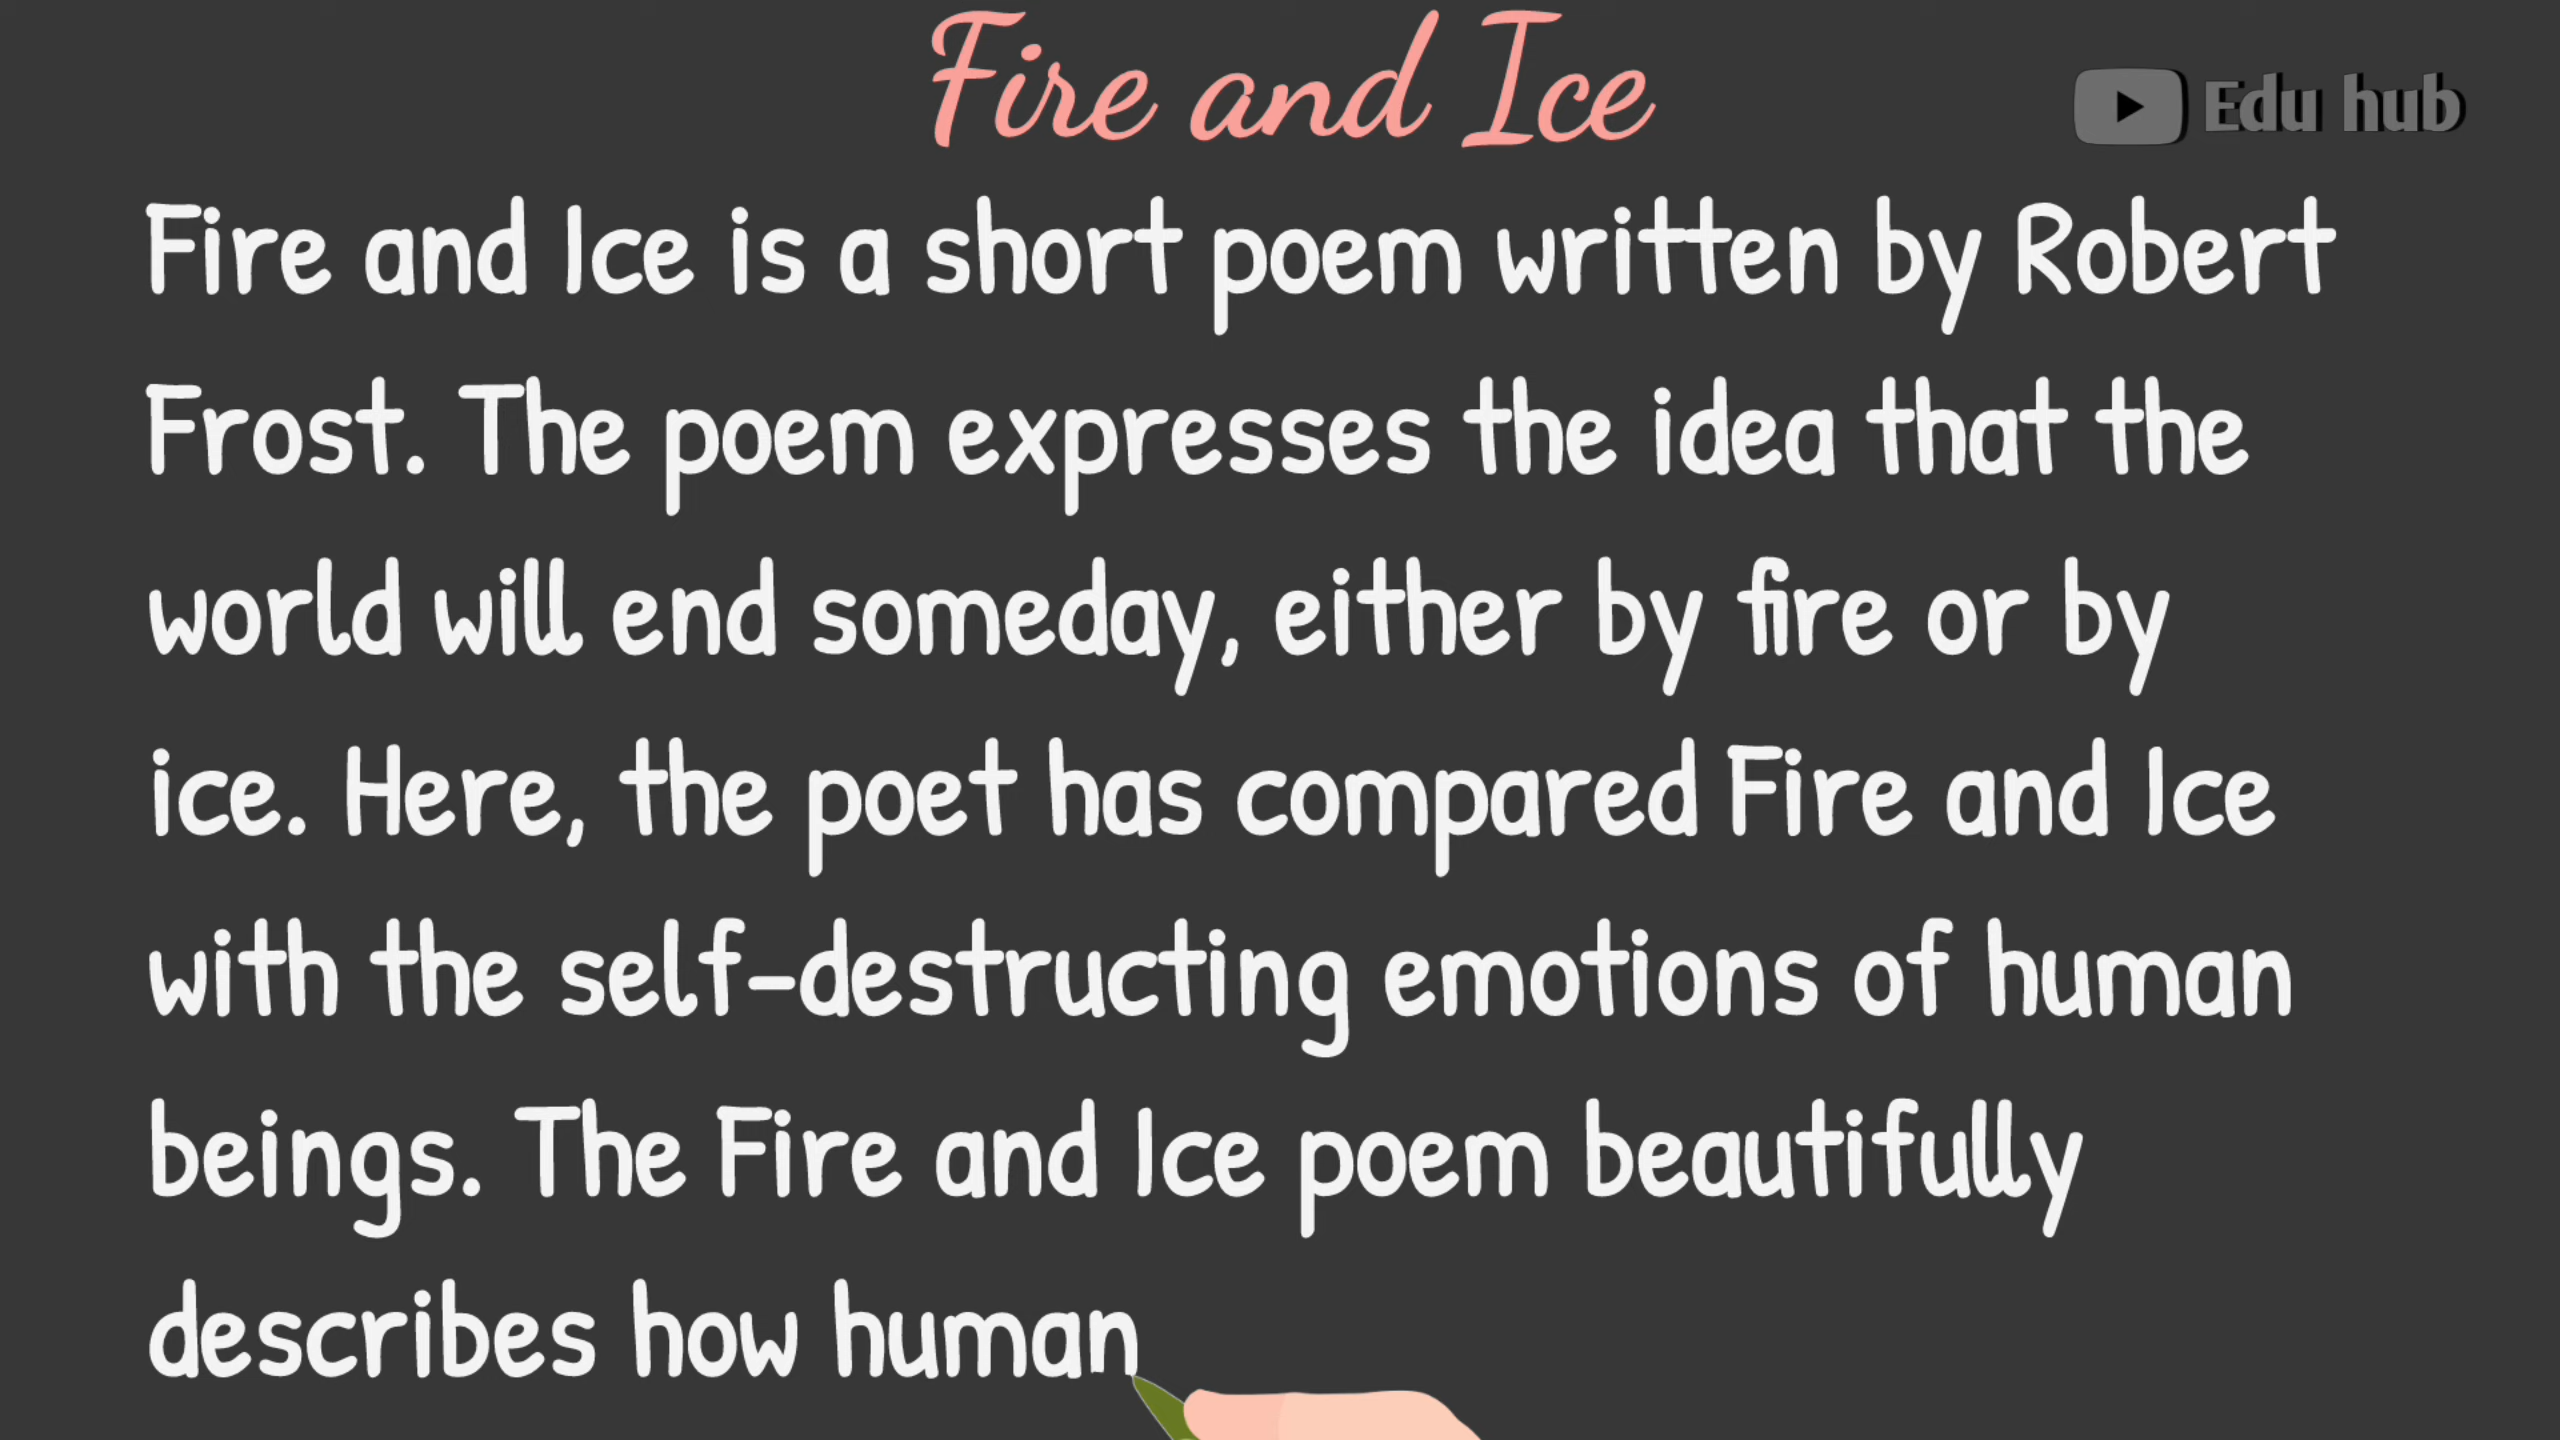 Fire and Ice
Edu hub
Fire and Ice is a short poem written by Robert
Frost. The poem expresses the idea that the
world will end someday, either by fire or by
ice. Here, the poet has compared Fire and Ice
with the self-destructing emotions of human
beings. The Fire and Ice poem beautifully
describes how human